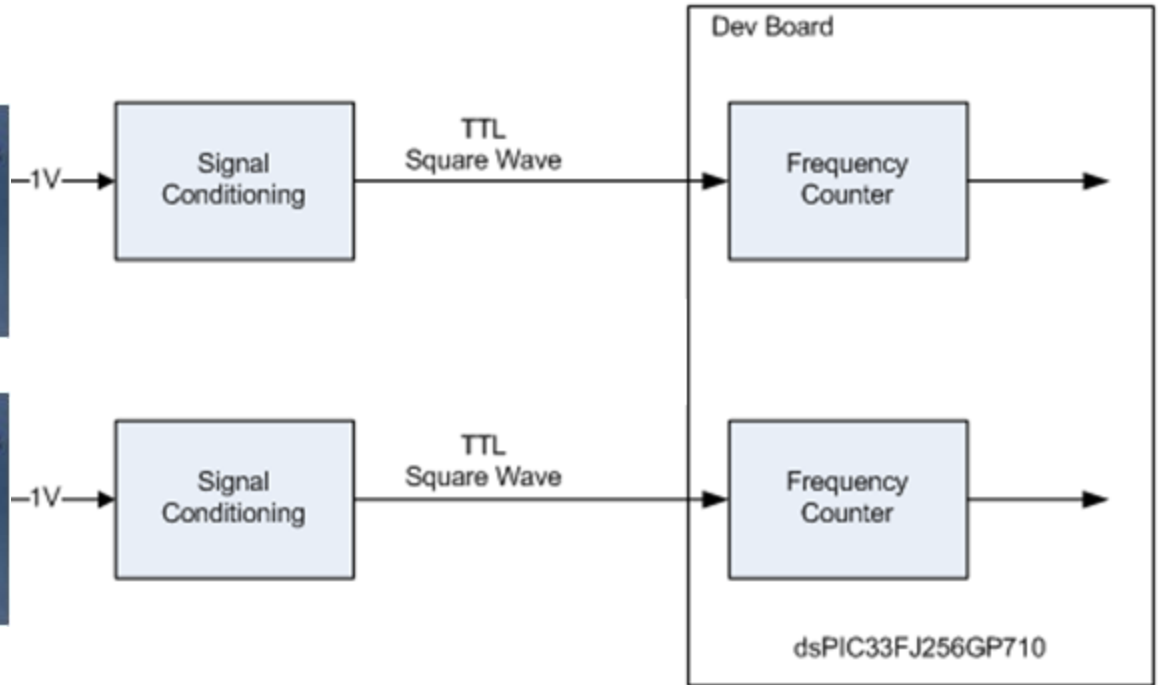 Dev Board
TTL
Square Wave
1V
Signal
Conditioning
Frequency
Counter
TTL
Square Wave
1V
Signal
Conditioning
Frequency
Counter
dsPIC33FJ256GP710